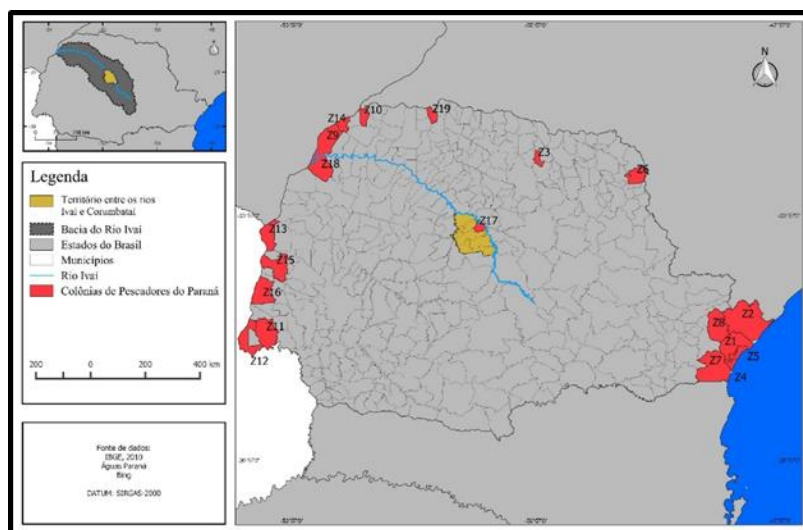 Legenda
Território entre os rios
Ivaí e Corumbataí
Bacia do Rio Ivaí
Estados do Brasil
Municípios
Rio Ivaí
Colônias de Pescadores do Paraná
200 0 200 400 km
Fonte de dados:
IBGE, 2010
Águas Paraná
Bing
DATUM: SIRGAS-2000
N
Z10
Z19
Z14
Z9
Z18
Z3
Z6
Z17
Z13
Z15
Z16
Z11
Z12
Z2
Z8
Z1
Z5
Z7
Z4